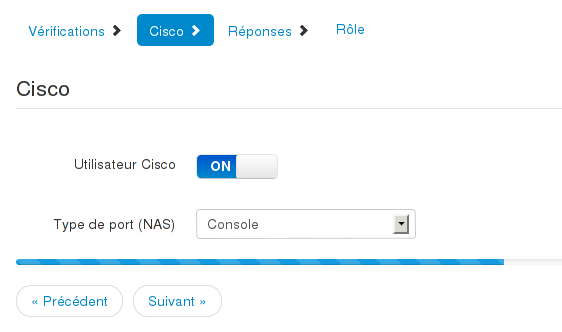 Vérifications Cisco Réponses Rôle
Cisco
Utilisateur Cisco ON
Type de port (NAS) Console
« Précédent Suivant »